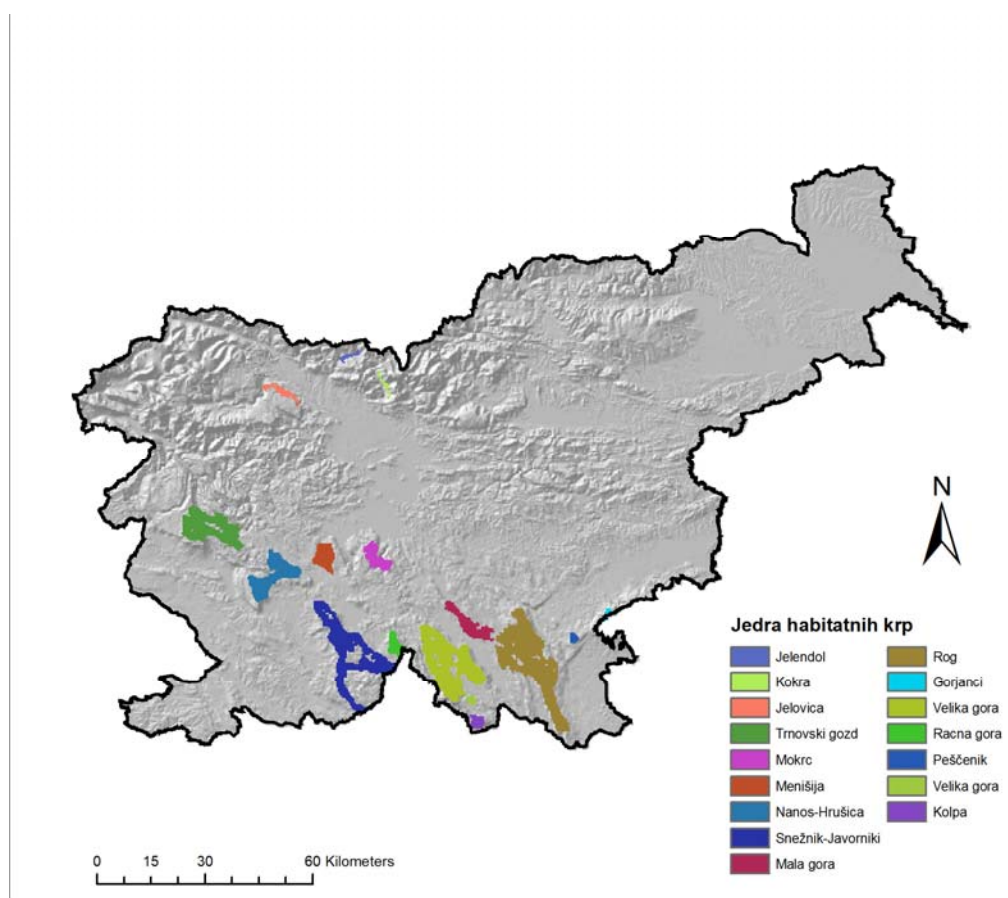 N
Jedra habitatnih krp
Jelendol
Kokra
Jelovica
Trnovski gozd
Mokrc
Menišija
Nanos-Hrušica
Snežnik-Javorniki
Mala gora
Rog
Gorjanci
Velika gora
Racna gora
Peščenik
Velika gora
Kolpa
0 15 30 60 Kilometers